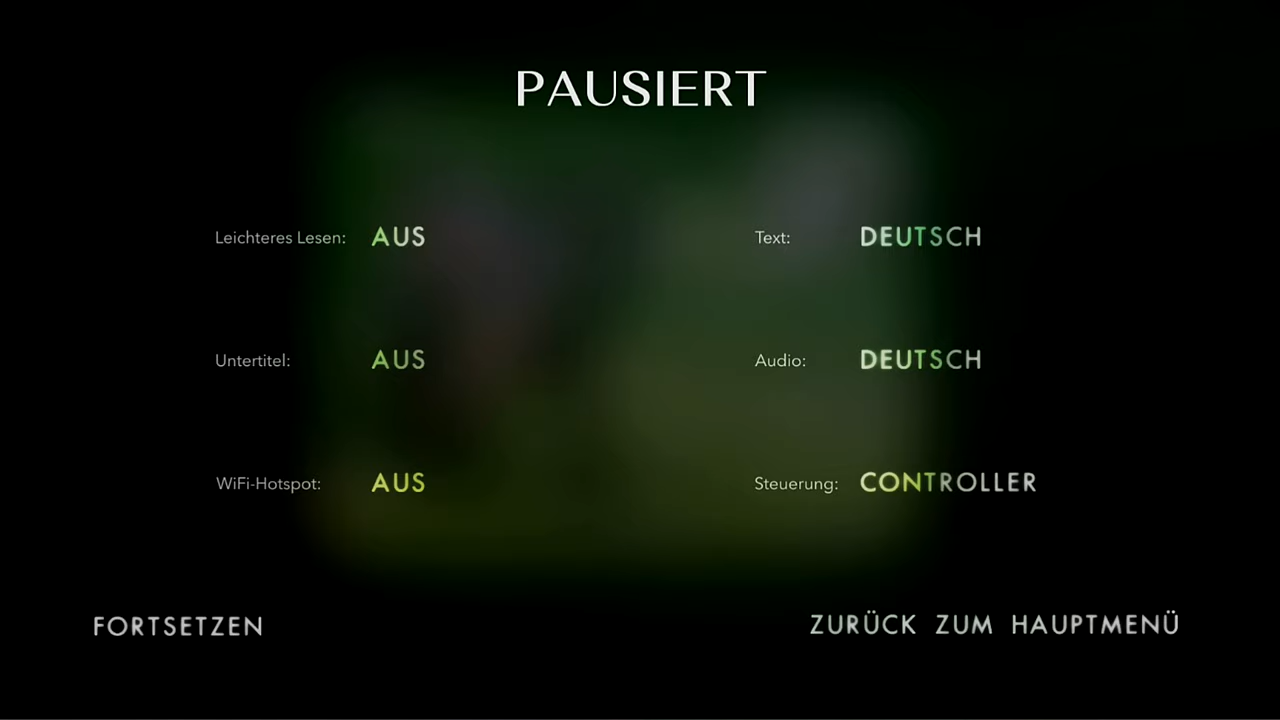 PAUSIERT
Leichteres Lesen: AUS
Text: DEUTSCH
Untertitel: AUS
Audio: DEUTSCH
WiFi-Hotspot: AUS
Steuerung: CONTROLLER
FORTSETZEN
ZURÜCK ZUM HAUPTMENÜ